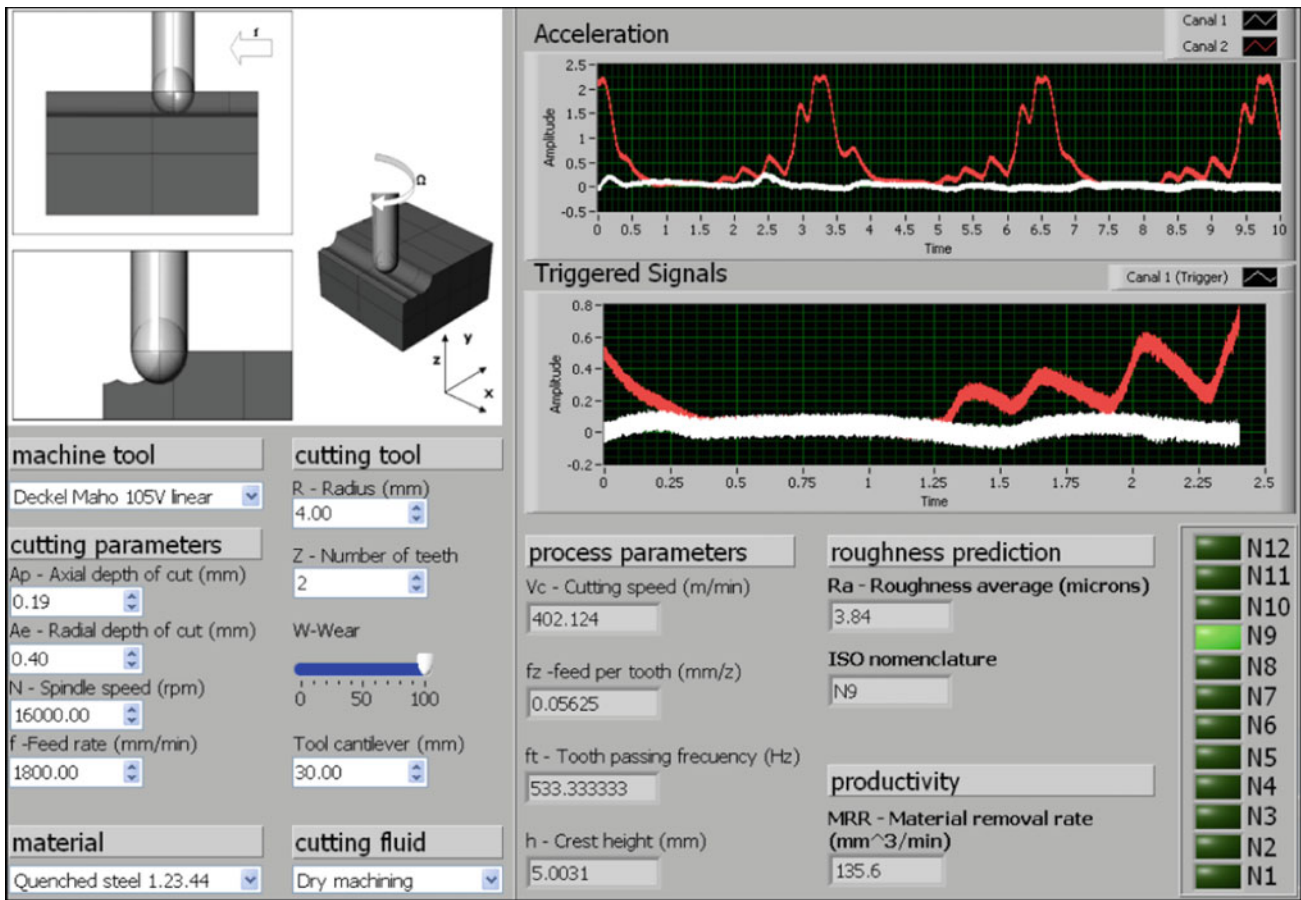 f
Ω
y
z
x
machine tool
Deckel Maho 105V linear
cutting parameters
Ap - Axial depth of cut (mm)
0.19
Ae - Radial depth of cut (mm)
0.40
N - Spindle speed (rpm)
16000.00
f -Feed rate (mm/min)
1800.00
material
Quenched steel 1.23.44
cutting tool
R - Radius (mm)
4.00
Z - Number of teeth
2
W-Wear
0 50 100
Tool cantilever (mm)
30.00
cutting fluid
Dry machining
Acceleration
Canal 1
Canal 2
Amplitude
2.5
2
1.5
1
0.5
0
-0.5
0 0.5 1 1.5 2 2.5 3 3.5 4 4.5 5 5.5 6 6.5 7 7.5 8 8.5 9 9.5 10
Time
Triggered Signals
Canal 1 (Trigger)
Amplitude
0.8
0.6
0.4
0.2
0
-0.2
0 0.25 0.5 0.75 1 1.25 1.5 1.75 2 2.25 2.5
Time
process parameters
Vc - Cutting speed (m/min)
402.124
fz -feed per tooth (mm/z)
0.05625
ft - Tooth passing frecuency (Hz)
533.333333
h - Crest height (mm)
5.0031
roughness prediction
Ra - Roughness average (microns)
3.84
ISO nomenclature
N9
productivity
MRR - Material removal rate
(mm^3/min)
135.6
N12
N11
N10
N9
N8
N7
N6
N5
N4
N3
N2
N1